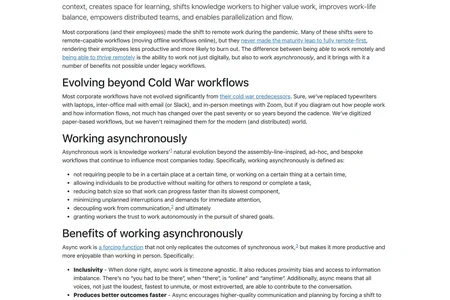 context, creates space for learning, shifts knowledge workers to higher value work, improves work-life
balance, empowers distributed teams, and enables parallelization and flow.
Most corporations (and their employees) made the shift to remote work during the pandemic. Many of these shifts were to
remote-capable workflows (moving offline workflows online), but they never made the maturity leap to fully remote-first,
rendering them less productive and more likely to burn out. The difference between being able to work remotely and
being able to thrive remotely is the ability to work not just digitally, but also to work asynchronously, and it brings with it a
number of benefits not possible under legacy workflows.
Evolving beyond Cold War workflows
Most corporate workflows have not evolved significantly from their cold war predecessors. Sure, we've replaced typewriters
with laptops, inter-office mail with email (or Slack), and in-person meetings with Zoom, but if you diagram out how people work
and how information flows, not much has changed over the past seventy or so years beyond the cadence. We've digitized
paper-based workflows, but we haven't reimagined them for the modern (and distributed) world.
Working asynchronously
Asynchronous work is knowledge workers'¹ natural evolution beyond the assembly-line-inspired, ad-hoc, and bespoke
workflows that continue to influence most companies today. Specifically, working asynchronously is defined as:
• not requiring people to be in a certain place at a certain time, or working on a certain thing at a certain time,
• allowing individuals to be productive without waiting for others to respond or complete a task,
• reducing batch size so that work can progress faster than its slowest component,
• minimizing unplanned interruptions and demands for immediate attention,
• decoupling work from communication,² and ultimately
• granting workers the trust to work autonomously in the pursuit of shared goals.
Benefits of working asynchronously
Async work is a forcing function that not only replicates the outcomes of synchronous work,³ but makes it more productive and
more enjoyable than working in person. Specifically:
• Inclusivity - When done right, async work is timezone agnostic. It also reduces proximity bias and access to information
imbalance. There's no "you had to be there", when "there", is "online" and "anytime". Additionally, async means that all
voices, not just the loudest, fastest to unmute, or most extroverted, are able to contribute to the conversation.
• Produces better outcomes faster - Async encourages higher-quality communication and planning by forcing a shift to